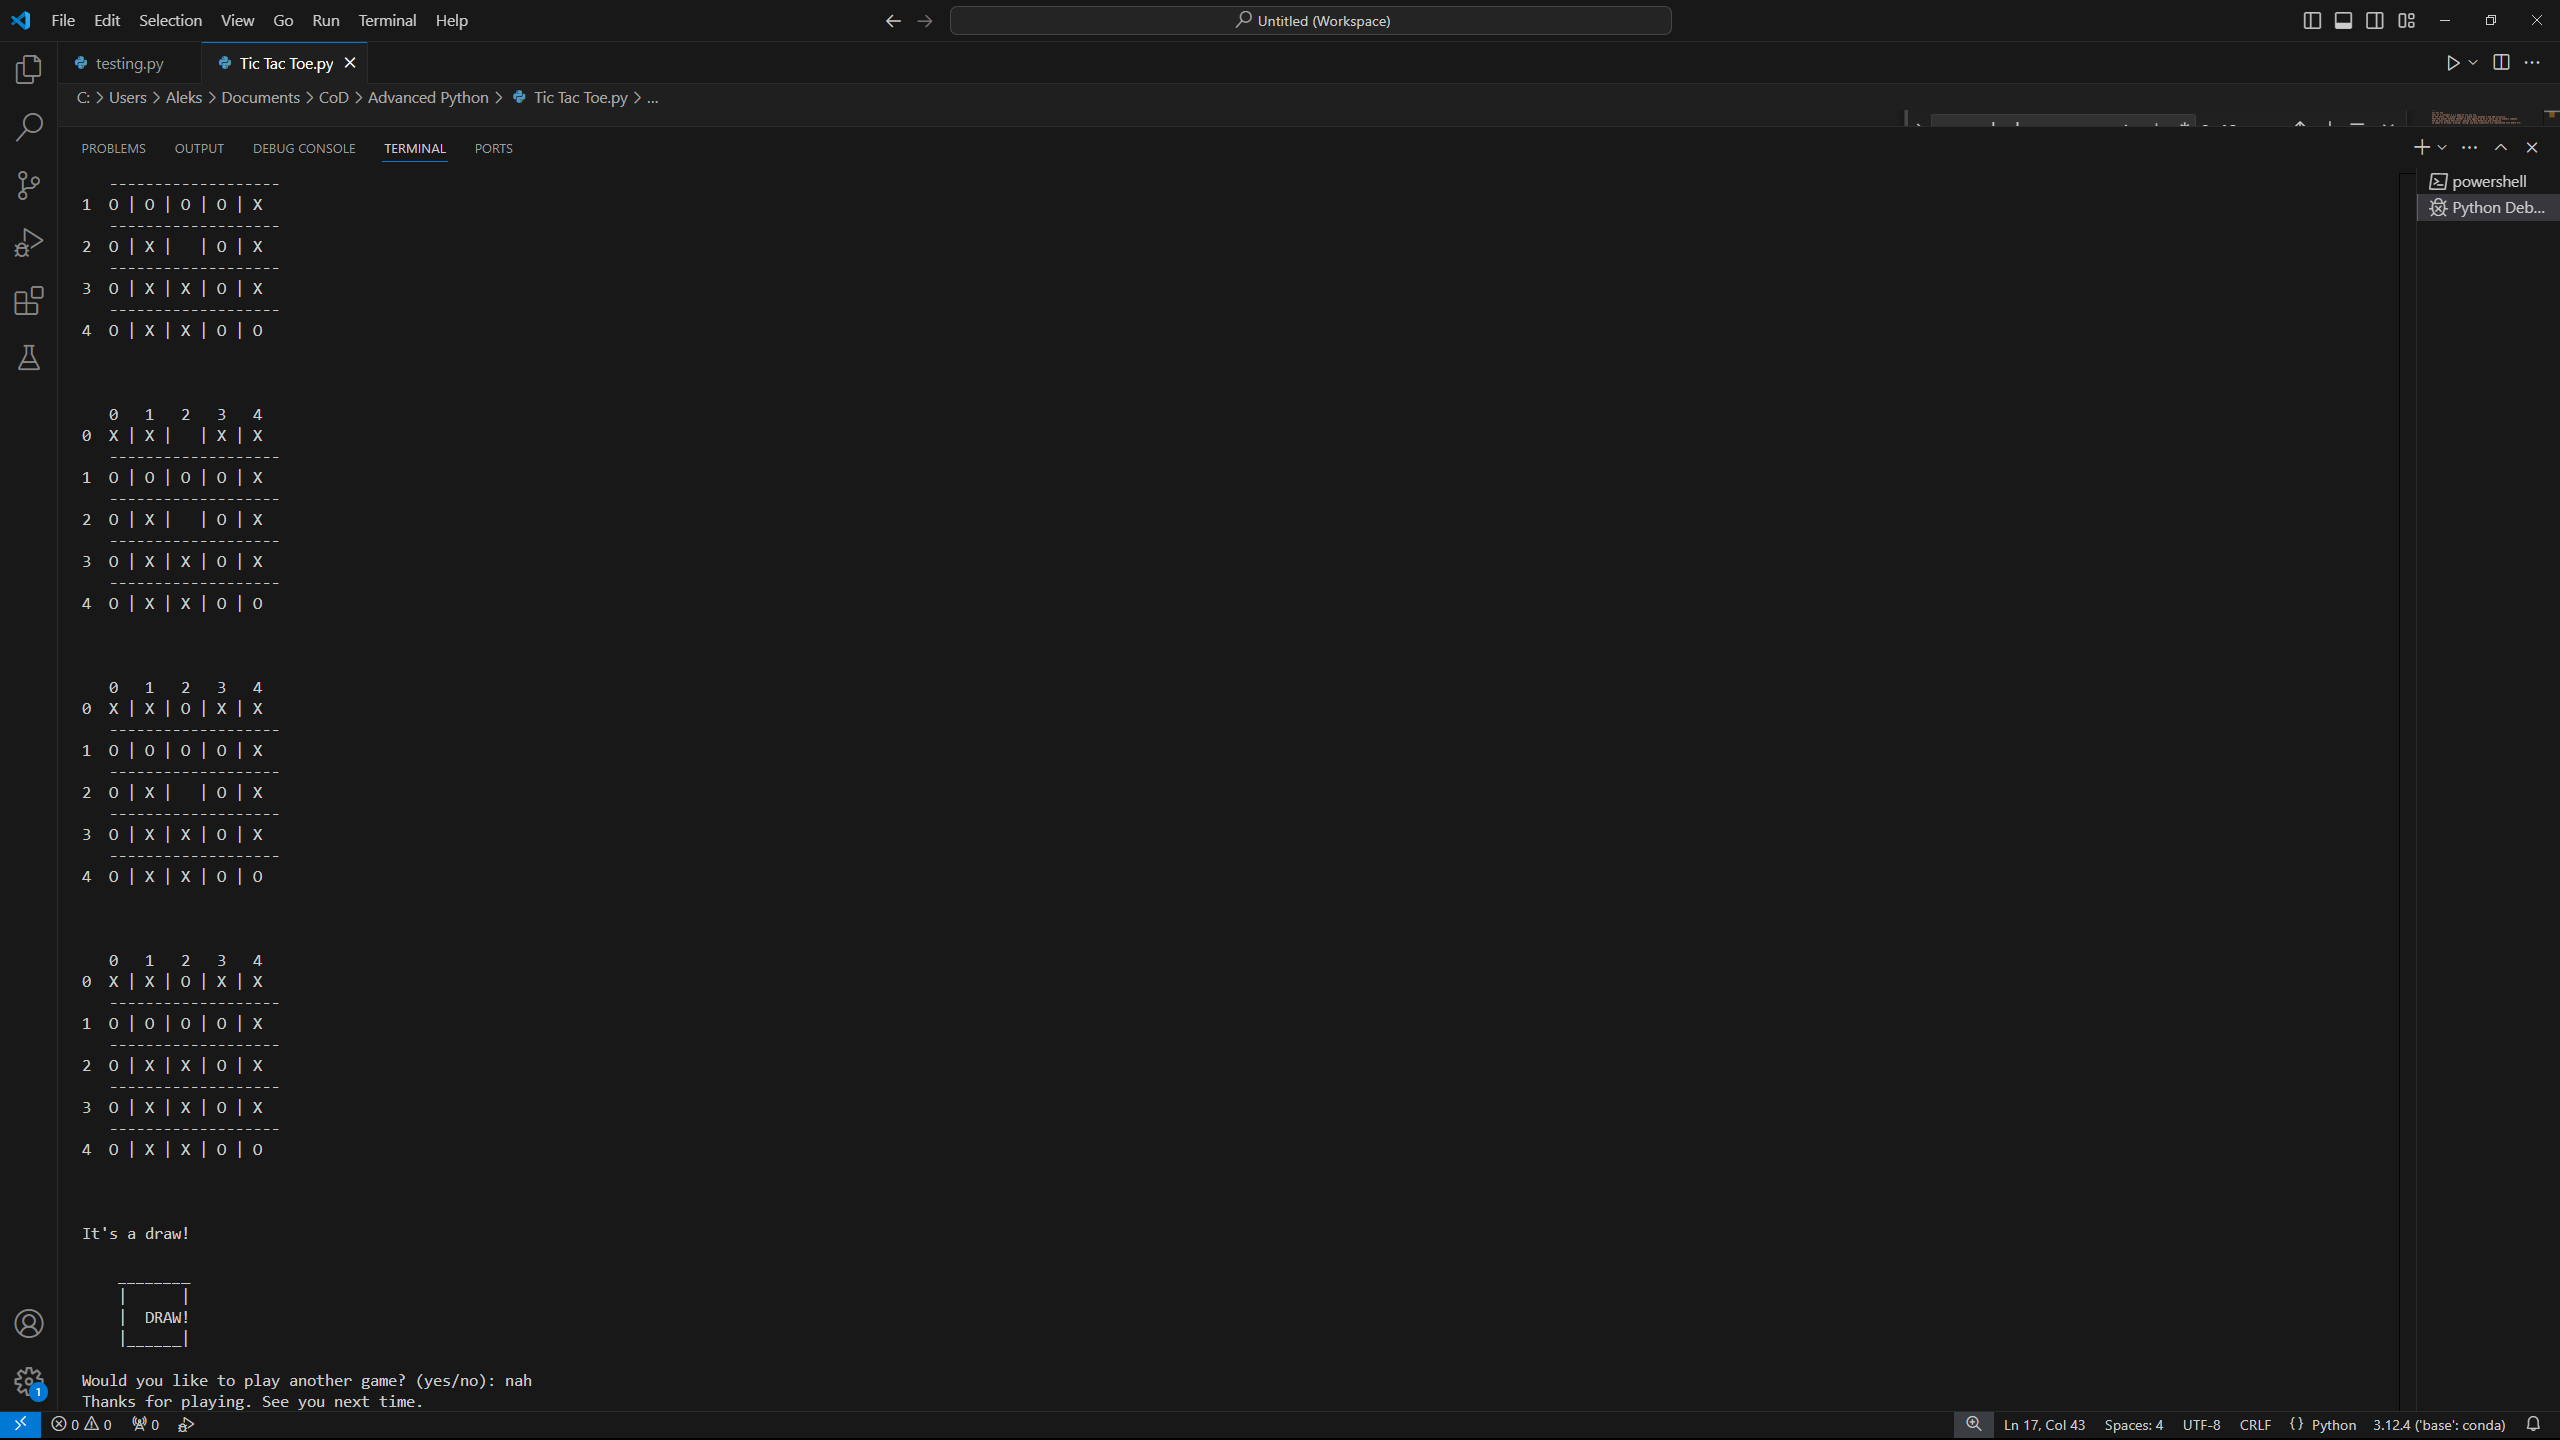 File Edit Selection View Go Run Terminal Help
Untitled (Workspace)
testing.py Tic Tac Toe.py
C: > Users > Aleks > Documents > CoD > Advanced Python > Tic Tac Toe.py > ...
PROBLEMS OUTPUT DEBUG CONSOLE TERMINAL PORTS
powershell
Python Deb...
-------------------
1 O | O | O | O | X
-------------------
2 O | X |   | O | X
-------------------
3 O | X | X | O | X
-------------------
4 O | X | X | O | O
0 1 2 3 4
0 X | X |   | X | X
-------------------
1 O | O | O | O | X
-------------------
2 O | X |   | O | X
-------------------
3 O | X | X | O | X
-------------------
4 O | X | X | O | O
0 1 2 3 4
0 X | X | O | X | X
-------------------
1 O | O | O | O | X
-------------------
2 O | X |   | O | X
-------------------
3 O | X | X | O | X
-------------------
4 O | X | X | O | O
0 1 2 3 4
0 X | X | O | X | X
-------------------
1 O | O | O | O | X
-------------------
2 O | X | X | O | X
-------------------
3 O | X | X | O | X
-------------------
4 O | X | X | O | O
It's a draw!
________
|      |
|  DRAW!
|______|
Would you like to play another game? (yes/no): nah
Thanks for playing. See you next time.
1
0 0 0 Ln 17, Col 43 Spaces: 4 UTF-8 CRLF {} Python 3.12.4 ('base': conda)